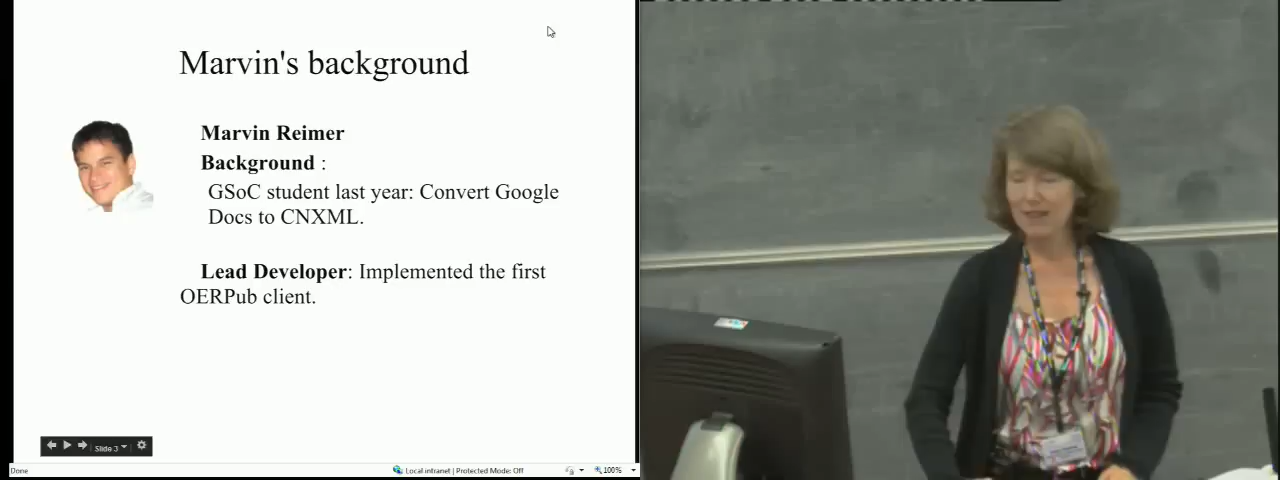 Marvin's background
Marvin Reimer
Background :
GSoC student last year: Convert Google
Docs to CNXML.
Lead Developer: Implemented the first
OERPub client.
Slide 3
Done
Local intranet | Protected Mode: Off
100%